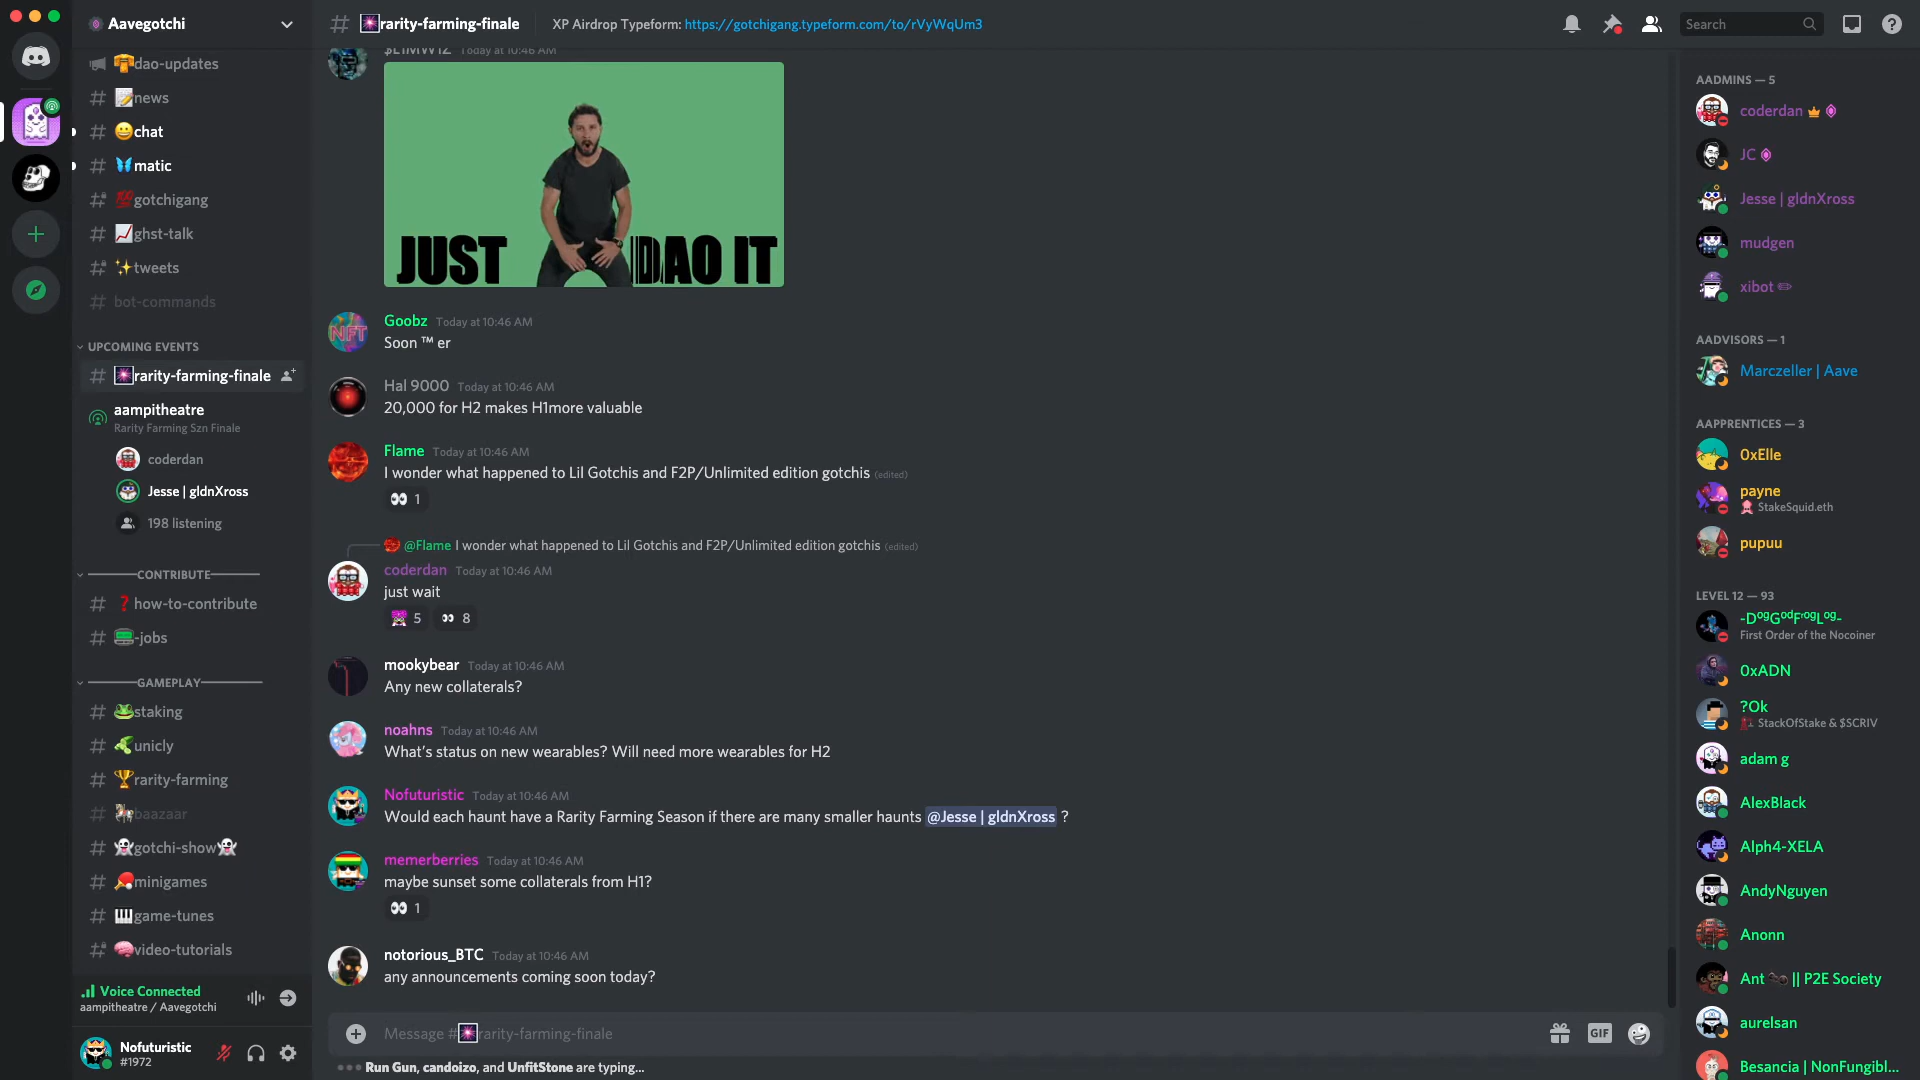 Aavegotchi
dao-updates
news
chat
matic
gotchigang
ghst-talk
tweets
bot-commands
UPCOMING EVENTS
rarity-farming-finale
aampitheatre
Rarity Farming Szn Finale
coderdan
Jesse | gldnXross
198 listening
CONTRIBUTE
how-to-contribute
-jobs
GAMEPLAY
staking
unicly
rarity-farming
baazaar
gotchi-show
minigames
game-tunes
video-tutorials
Voice Connected
aampitheatre / Aavegotchi
Nofuturistic
#1972
rarity-farming-finale XP Airdrop Typeform: https://gotchigang.typeform.com/to/rVyWqUm3
Search
$L1MW1Z Today at 10:46 AM
JUST DAO IT
Goobz Today at 10:46 AM
Soon ™ er
Hal 9000 Today at 10:46 AM
20,000 for H2 makes H1more valuable
Flame Today at 10:46 AM
I wonder what happened to Lil Gotchis and F2P/Unlimited edition gotchis (edited)
1
@Flame I wonder what happened to Lil Gotchis and F2P/Unlimited edition gotchis (edited)
coderdan Today at 10:46 AM
just wait
5 8
mookybear Today at 10:46 AM
Any new collaterals?
noahns Today at 10:46 AM
What's status on new wearables? Will need more wearables for H2
Nofuturistic Today at 10:46 AM
Would each haunt have a Rarity Farming Season if there are many smaller haunts @Jesse | gldnXross ?
memerberries Today at 10:46 AM
maybe sunset some collaterals from H1?
1
notorious_BTC Today at 10:46 AM
any announcements coming soon today?
Message #rarity-farming-finale
GIF
Run Gun, candoizo, and UnfitStone are typing...
AADMINS — 5
coderdan
JC
Jesse | gldnXross
mudgen
xibot
AADVISORS — 1
Marczeller | Aave
AAPRENTICES — 3
0xElle
payne
StakeSquid.eth
pupuu
LEVEL 12 — 93
-DᵒᵍGᵒᵈFʳᵒᵍLᵒᵍ-
First Order of the Nocoiner
0xADN
?Ok
StackOfStake & $SCRIV
adam g
AlexBlack
Alph4-XELA
AndyNguyen
Anonn
Ant || P2E Society
aurelsan
Besancia | NonFungibl...